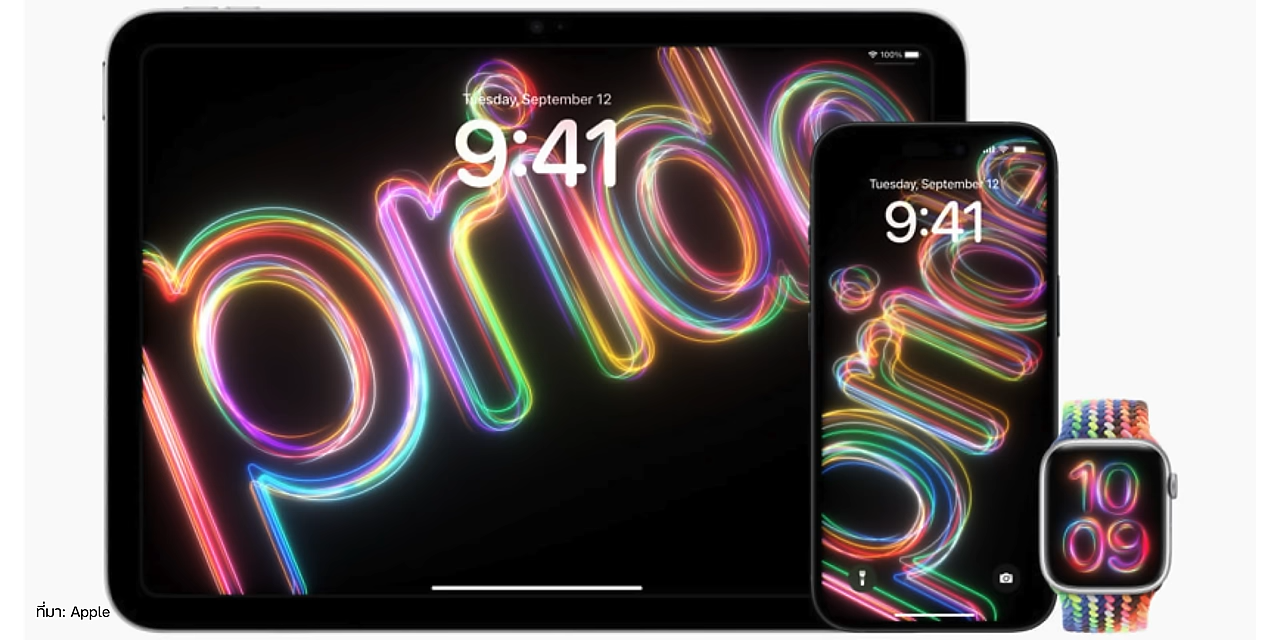 100%
Tuesday, September 12
9:41
pride
Tuesday, September 12
9:41
pride
10
09
ที่มา: Apple